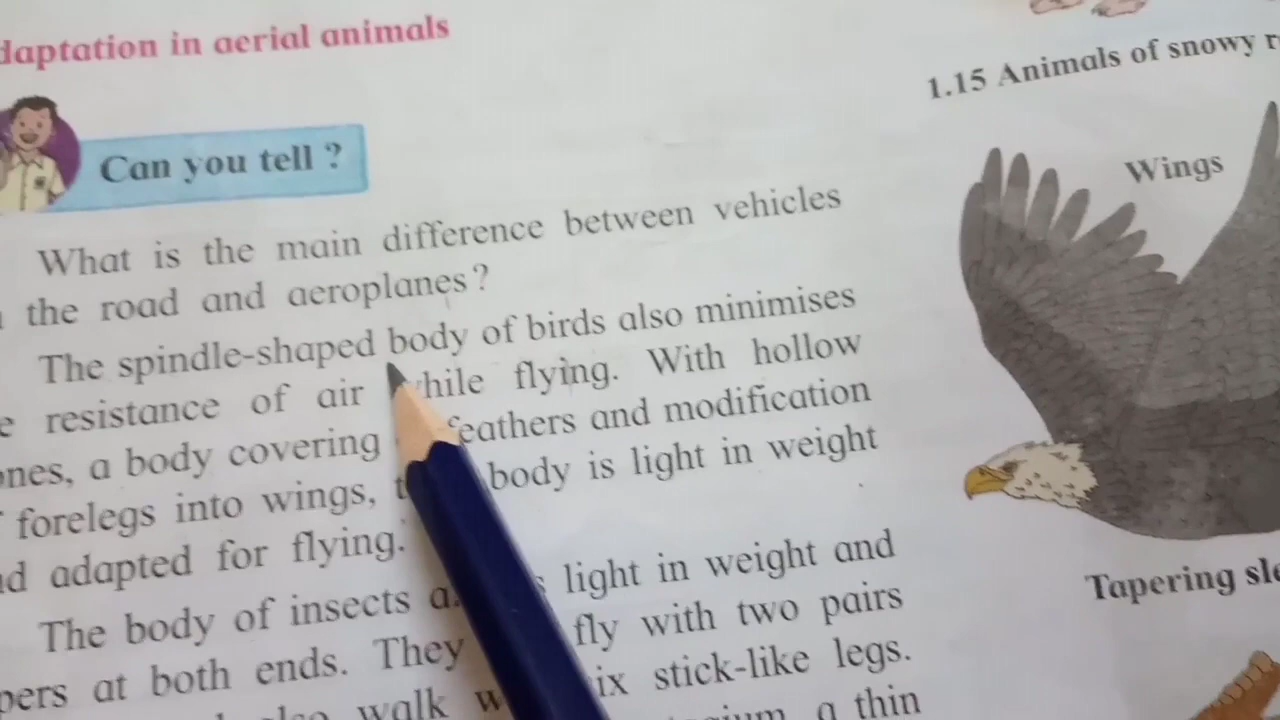 daptation in aerial animals
Can you tell ?
What is the main difference between vehicles
the road and aeroplanes?
The spindle-shaped body of birds also minimises
resistance of air while flying. With hollow
ones, a body covering feathers and modification
forelegs into wings, body is light in weight
adapted for flying.
The body of insects light in weight and
pers at both ends. They fly with two pairs
walk stick-like legs.
a thin
1.15 Animals of snowy
Wings
Tapering